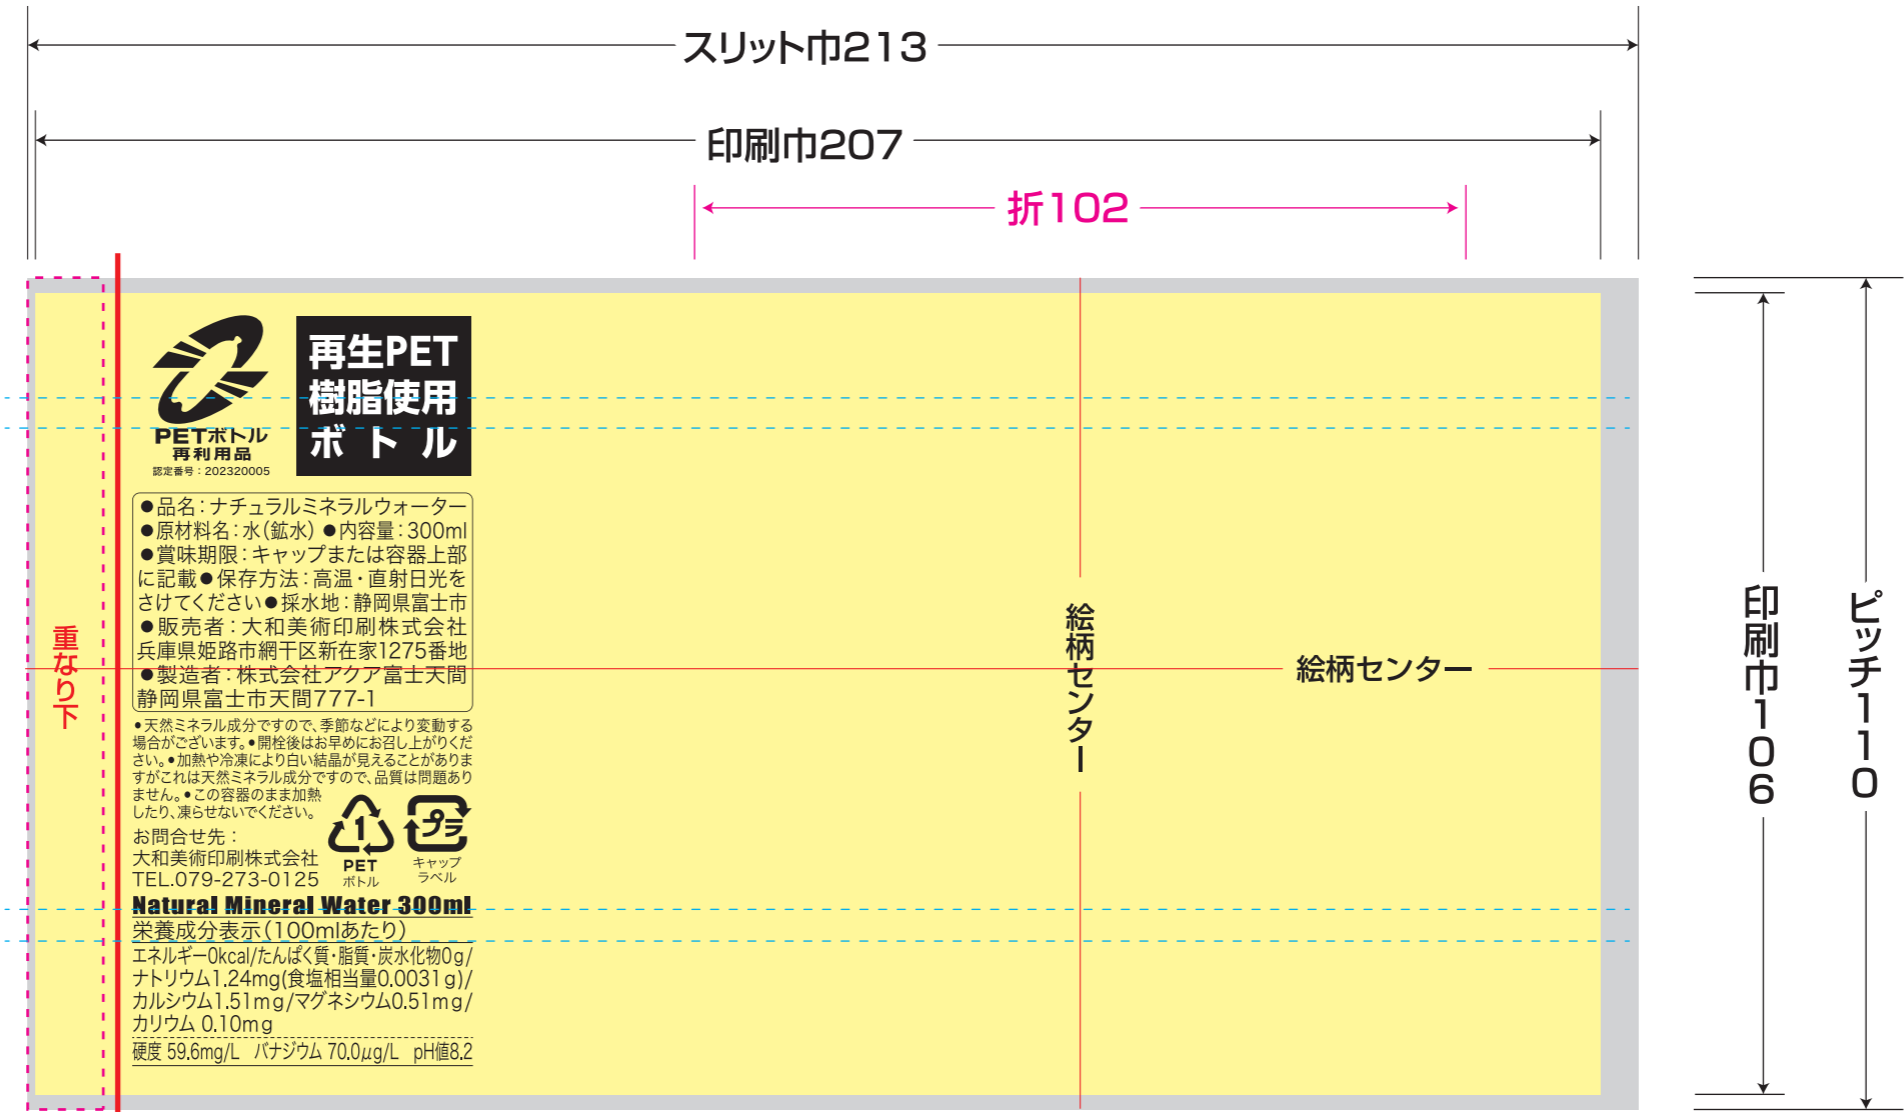 スリット巾213
印刷巾207
折102
再生PET
樹脂使用
ボトル
PETボトル
再利用品
認定番号：202320005
●品名：ナチュラルミネラルウォーター
●原材料名：水（鉱水）●内容量：300ml
●賞味期限：キャップまたは容器上部
に記載●保存方法：高温・直射日光を
さけてください●採水地：静岡県富士市
●販売者：大和美術印刷株式会社
兵庫県姫路市網干区新在家1275番地
●製造者：株式会社アクア富士天間
静岡県富士市天間777-1
•天然ミネラル成分ですので、季節などにより変動する
場合がございます。•開栓後はお早めにお召し上がりくだ
さい。•加熱や冷凍により白い結晶が見えることがありま
すがこれは天然ミネラル成分ですので、品質は問題あり
ません。•この容器のまま加熱
したり、凍らせないでください。
お問合せ先：
大和美術印刷株式会社
TEL.079-273-0125
1
PET
ボトル
プラ
キャップ
ラベル
Natural Mineral Water 300ml
栄養成分表示（100mlあたり）
エネルギー0kcal/たんぱく質・脂質・炭水化物0g/
ナトリウム1.24mg(食塩相当量0.0031g)/
カルシウム1.51mg/マグネシウム0.51mg/
カリウム 0.10mg
硬度 59.6mg/L バナジウム 70.0μg/L pH値8.2
重なり下
絵柄センター
絵柄センター
印刷巾106
ピッチ110